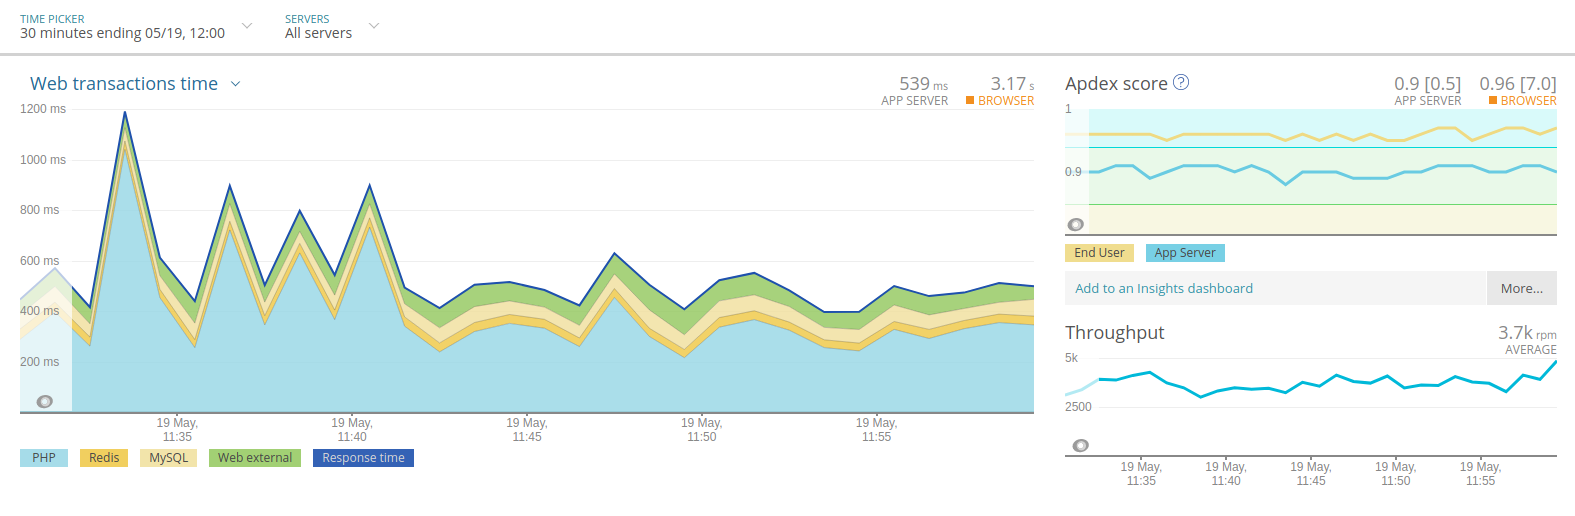 TIME PICKER
30 minutes ending 05/19, 12:00
SERVERS
All servers
Web transactions time
539 ms
APP SERVER
3.17 s
BROWSER
1200 ms
1000 ms
800 ms
600 ms
400 ms
200 ms
19 May,
11:35
19 May,
11:40
19 May,
11:45
19 May,
11:50
19 May,
11:55
PHP
Redis
MySQL
Web external
Response time
Apdex score ?
0.9 [0.5]
APP SERVER
0.96 [7.0]
BROWSER
1
0.9
End User
App Server
Add to an Insights dashboard
More...
Throughput
3.7k rpm
AVERAGE
5k
2500
19 May,
11:35
19 May,
11:40
19 May,
11:45
19 May,
11:50
19 May,
11:55